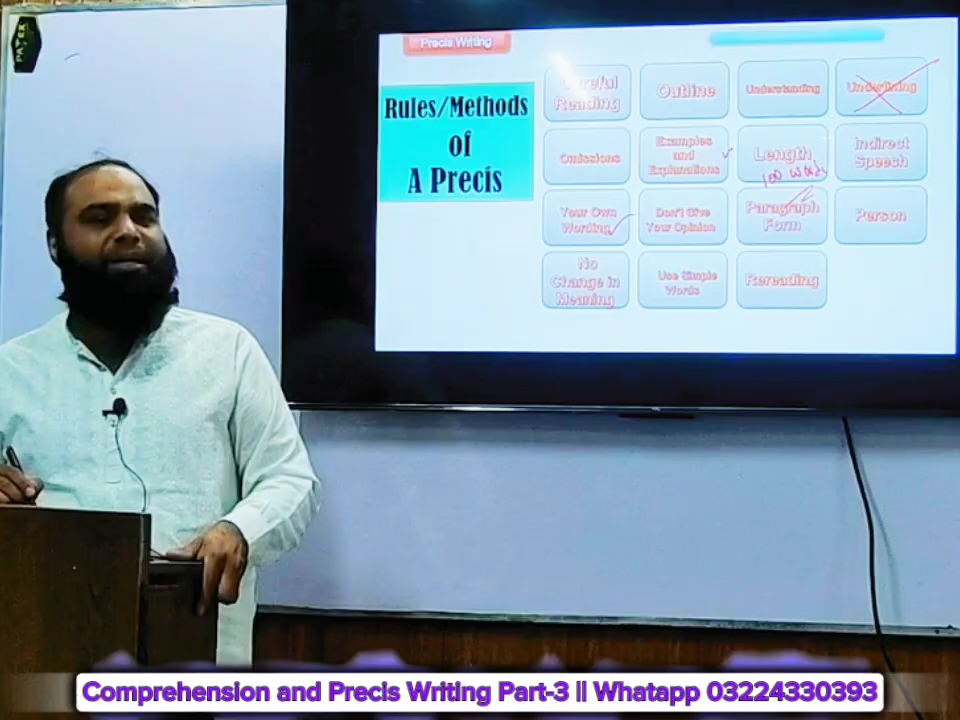 PATEK
Precis Writing
Rules/Methods
of
A Precis
Careful
Reading
Outline
Understanding
Underlining
Omissions
Examples
and
Explanations
Length
100 words
Indirect
Speech
Your Own
Wording
Don't Give
Your Opinion
Paragraph
Form
Person
No
Change in
Meaning
Use Simple
Words
Rereading
Comprehension and Precis Writing Part-3 || Whatapp 03224330393